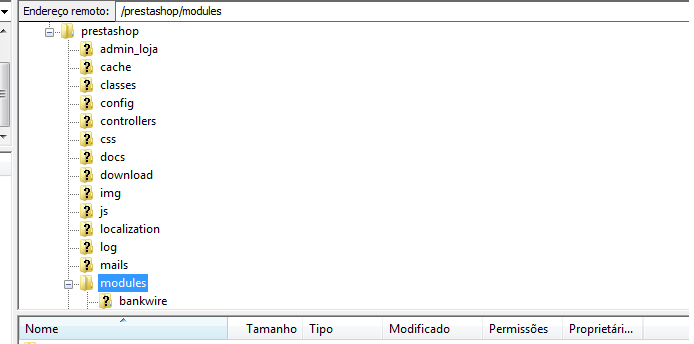 Endereço remoto: /prestashop/modules
prestashop
admin_loja
cache
classes
config
controllers
css
docs
download
img
js
localization
log
mails
modules
bankwire
Nome Tamanho Tipo Modificado Permissões Proprietári...